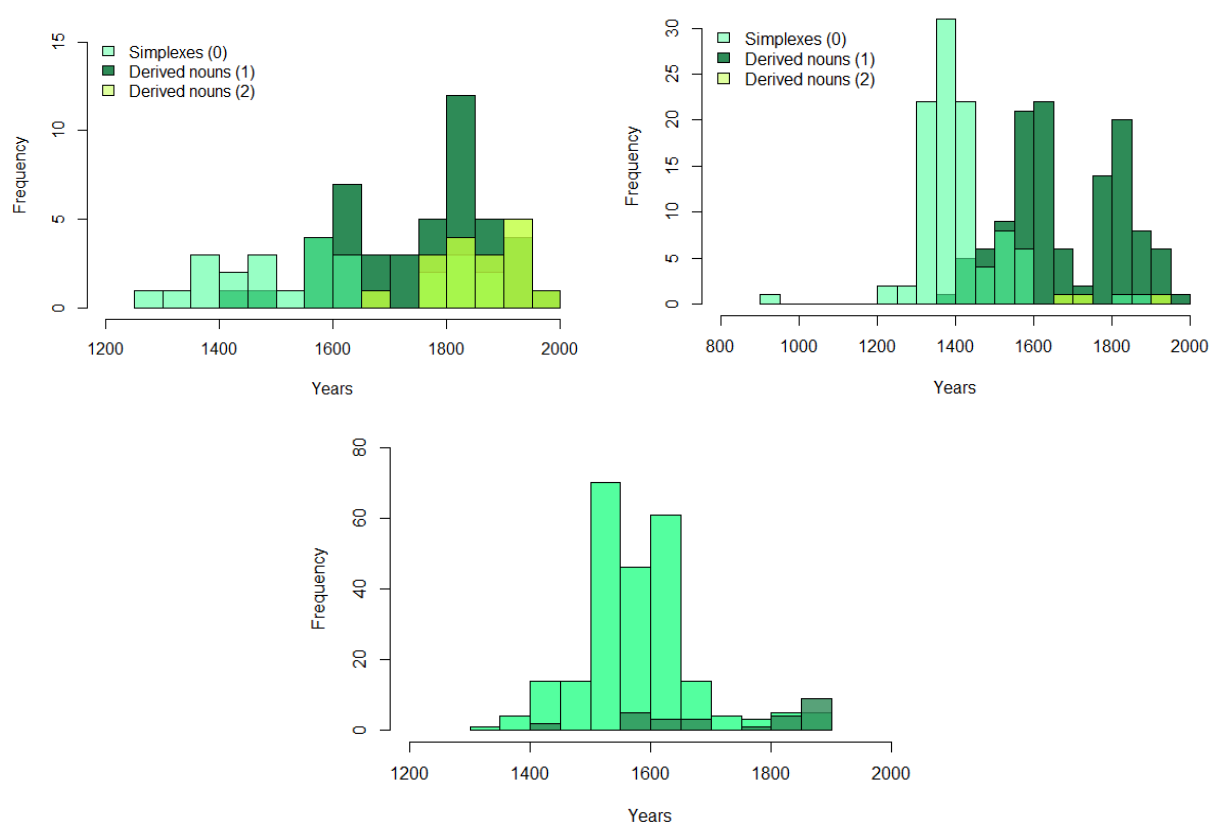 15
10
5
0
Frequency
Simplexes (0)
Derived nouns (1)
Derived nouns (2)
1200 1400 1600 1800 2000
Years
30
25
20
15
10
5
0
Frequency
Simplexes (0)
Derived nouns (1)
Derived nouns (2)
800 1000 1200 1400 1600 1800 2000
Years
80
60
40
20
0
Frequency
1200 1400 1600 1800 2000
Years